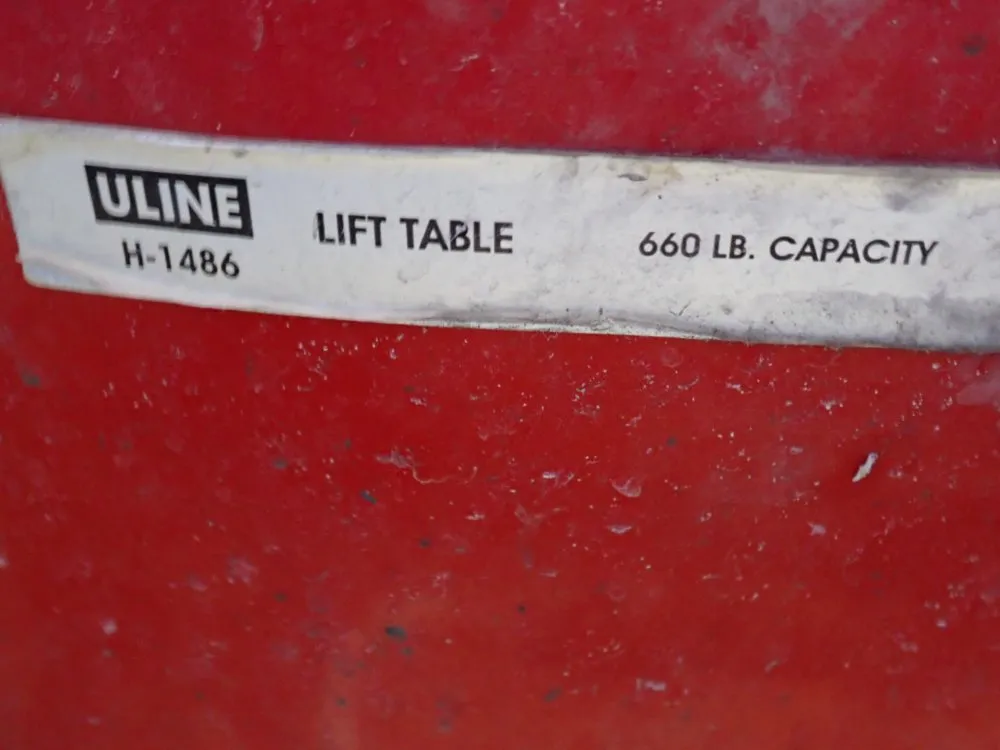 ULINE
H-1486
LIFT TABLE
660 LB. CAPACITY